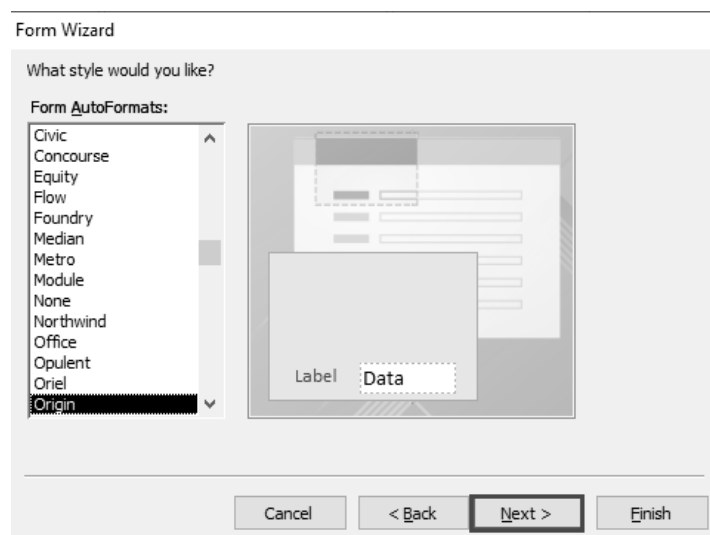 Form Wizard
What style would you like?
Form AutoFormats:
Civic
Concourse
Equity
Flow
Foundry
Median
Metro
Module
None
Northwind
Office
Opulent
Oriel
Origin
Label Data
Cancel < Back Next > Finish